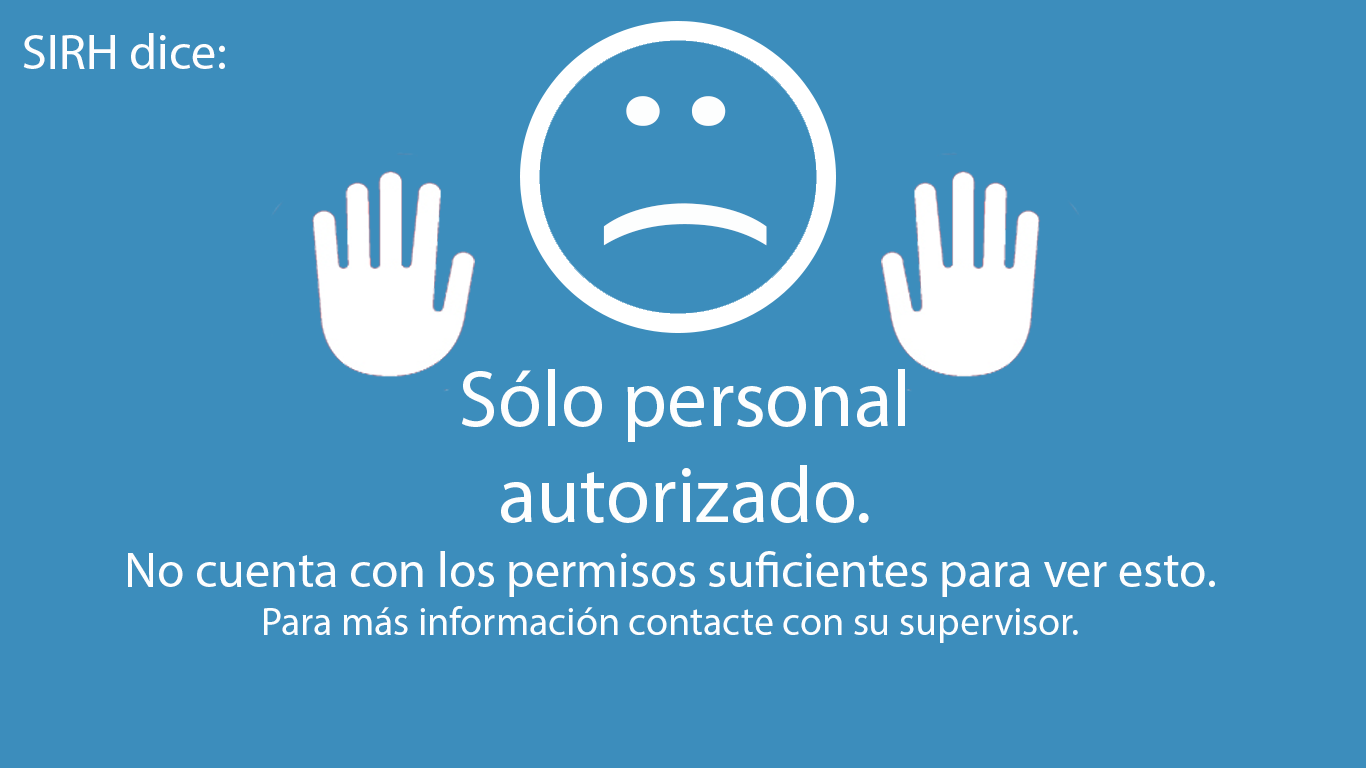 SIRH dice:
Sólo personal
autorizado.
No cuenta con los permisos suficientes para ver esto.
Para más información contacte con su supervisor.